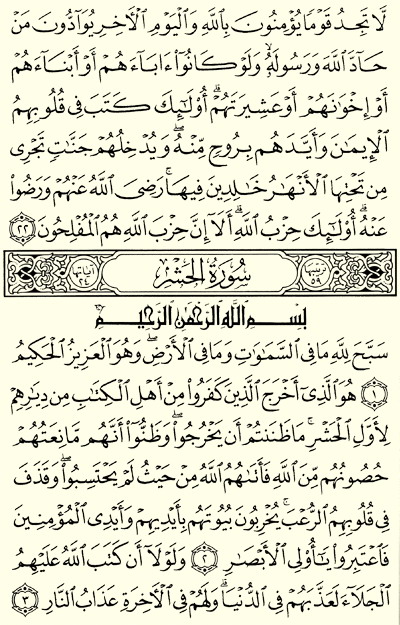 لَّا تَجِدُ قَوْمًا يُؤْمِنُونَ بِٱللَّهِ وَٱلْيَوْمِ ٱلْءَاخِرِ يُوَآدُّونَ مَنْ
حَآدَّ ٱللَّهَ وَرَسُولَهُۥ وَلَوْ كَانُوٓا۟ ءَابَآءَهُمْ أَوْ أَبْنَآءَهُمْ
أَوْ إِخْوَٰنَهُمْ أَوْ عَشِيرَتَهُمْ ۚ أُو۟لَٰٓئِكَ كَتَبَ فِى قُلُوبِهِمُ
ٱلْإِيمَٰنَ وَأَيَّدَهُم بِرُوحٍ مِّنْهُ ۖ وَيُدْخِلُهُمْ جَنَّٰتٍ تَجْرِى
مِن تَحْتِهَا ٱلْأَنْهَٰرُ خَٰلِدِينَ فِيهَا ۚ رَضِىَ ٱللَّهُ عَنْهُمْ وَرَضُوا۟
عَنْهُ ۚ أُو۟لَٰٓئِكَ حِزْبُ ٱللَّهِ ۚ أَلَآ إِنَّ حِزْبَ ٱللَّهِ هُمُ ٱلْمُفْلِحُونَ ٢٢
ترتيبها ٥٩ سُورَةُ الحَشْرِ آياتها ٢٤
بِسْمِ ٱللَّهِ ٱلرَّحْمَٰنِ ٱلرَّحِيمِ
سَبَّحَ لِلَّهِ مَا فِى ٱلسَّمَٰوَٰتِ وَمَا فِى ٱلْأَرْضِ ۖ وَهُوَ ٱلْعَزِيزُ ٱلْحَكِيمُ
١ هُوَ ٱلَّذِىٓ أَخْرَجَ ٱلَّذِينَ كَفَرُوا۟ مِنْ أَهْلِ ٱلْكِتَٰبِ مِن دِيَٰرِهِمْ
لِأَوَّلِ ٱلْحَشْرِ ۚ مَا ظَنَنتُمْ أَن يَخْرُجُوا۟ ۖ وَظَنُّوٓا۟ أَنَّهُم مَّانِعَتُهُمْ
حُصُونُهُم مِّنَ ٱللَّهِ فَأَتَىٰهُمُ ٱللَّهُ مِنْ حَيْثُ لَمْ يَحْتَسِبُوا۟ ۖ وَقَذَفَ
فِى قُلُوبِهِمُ ٱلرُّعْبَ ۚ يُخْرِبُونَ بُيُوتَهُم بِأَيْدِيهِمْ وَأَيْدِى ٱلْمُؤْمِنِينَ
فَٱعْتَبِرُوا۟ يَٰٓأُو۟لِى ٱلْأَبْصَٰرِ ٢ وَلَوْلَآ أَن كَتَبَ ٱللَّهُ عَلَيْهِمُ
ٱلْجَلَآءَ لَعَذَّبَهُمْ فِى ٱلدُّنْيَا ۖ وَلَهُمْ فِى ٱلْءَاخِرَةِ عَذَابُ ٱلنَّارِ ٣